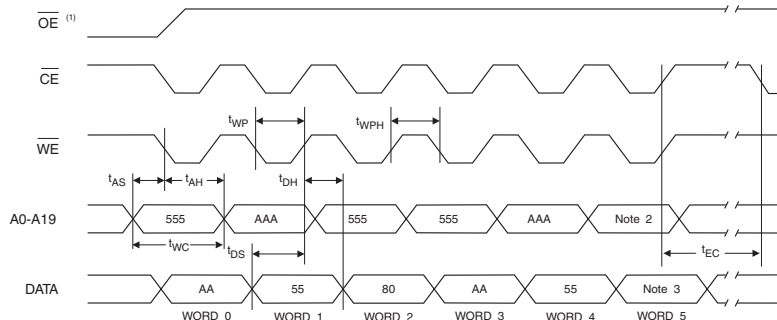 OE (1)
CE
tWP
tWPH
WE
tAS
tAH
tDH
A0-A19
555
AAA
555
555
AAA
Note 2
tWC
tDS
tEC
DATA
AA
55
80
AA
55
Note 3
WORD 0
WORD 1
WORD 2
WORD 3
WORD 4
WORD 5